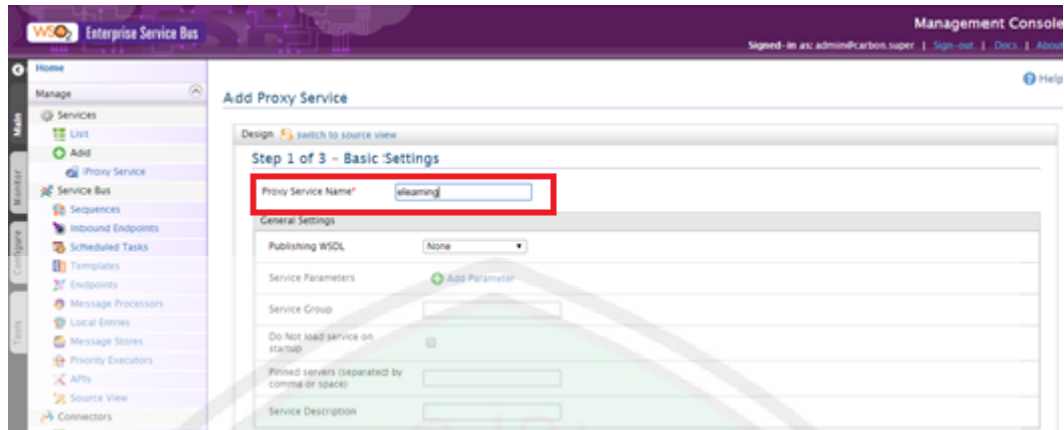 WSO2 Enterprise Service Bus
Management Console
Signed-in as: admin@carbon.super | Sign-out | Docs | About
Home
Help
Manage
Main
Monitor
Configure
Tools
Services
List
Add
Proxy Service
Service Bus
Sequences
Inbound Endpoints
Scheduled Tasks
Templates
Endpoints
Message Processors
Local Entries
Message Stores
Priority Executors
APIs
Source View
Connectors
Add Proxy Service
Design switch to source view
Step 1 of 3 - Basic Settings
Proxy Service Name* elearning
General Settings
Publishing WSDL None
Service Parameters Add Parameter
Service Group
Do Not load service on
startup
Pinned servers (separated by
comma or space)
Service Description